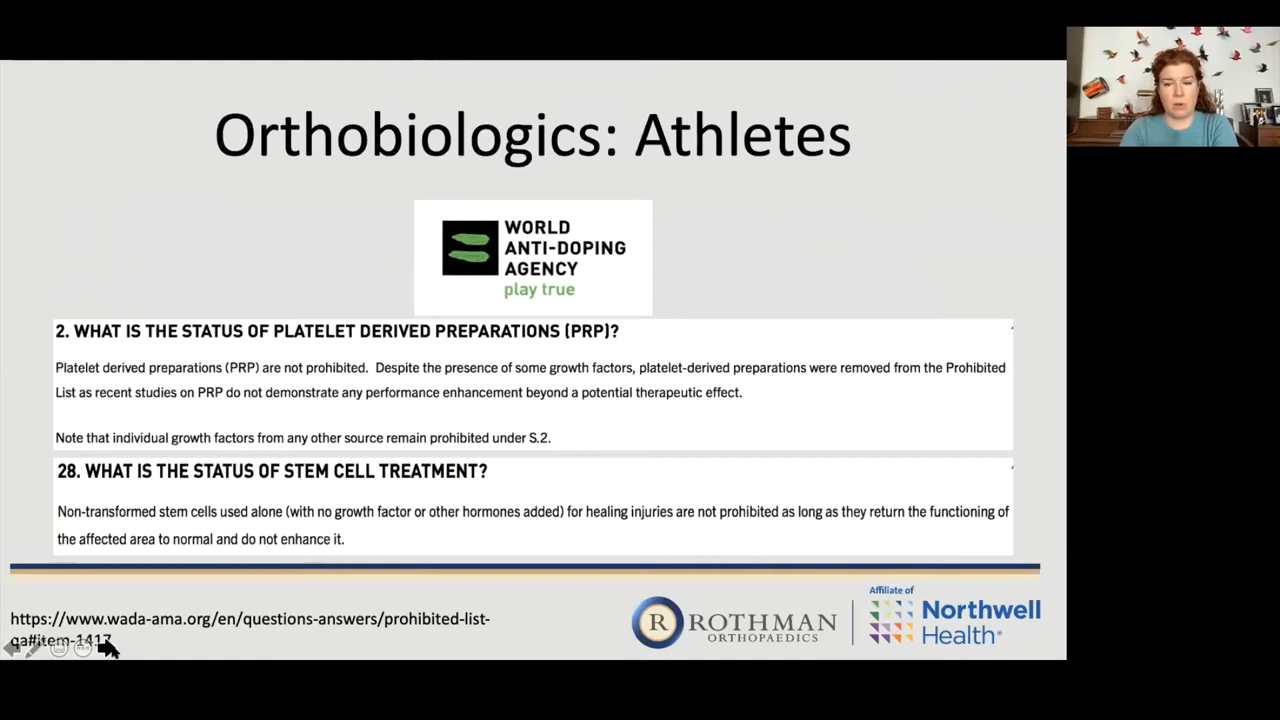 Orthobiologics: Athletes
WORLD
ANTI-DOPING
AGENCY
play true
2. WHAT IS THE STATUS OF PLATELET DERIVED PREPARATIONS (PRP)?
Platelet derived preparations (PRP) are not prohibited.  Despite the presence of some growth factors, platelet-derived preparations were removed from the Prohibited
List as recent studies on PRP do not demonstrate any performance enhancement beyond a potential therapeutic effect.
Note that individual growth factors from any other source remain prohibited under S.2.
28. WHAT IS THE STATUS OF STEM CELL TREATMENT?
Non-transformed stem cells used alone (with no growth factor or other hormones added) for healing injuries are not prohibited as long as they return the functioning of
the affected area to normal and do not enhance it.
https://www.wada-ama.org/en/questions-answers/prohibited-list-
qa#item-1417
R ROTHMAN
ORTHOPAEDICS
Affiliate of
Northwell
Health®